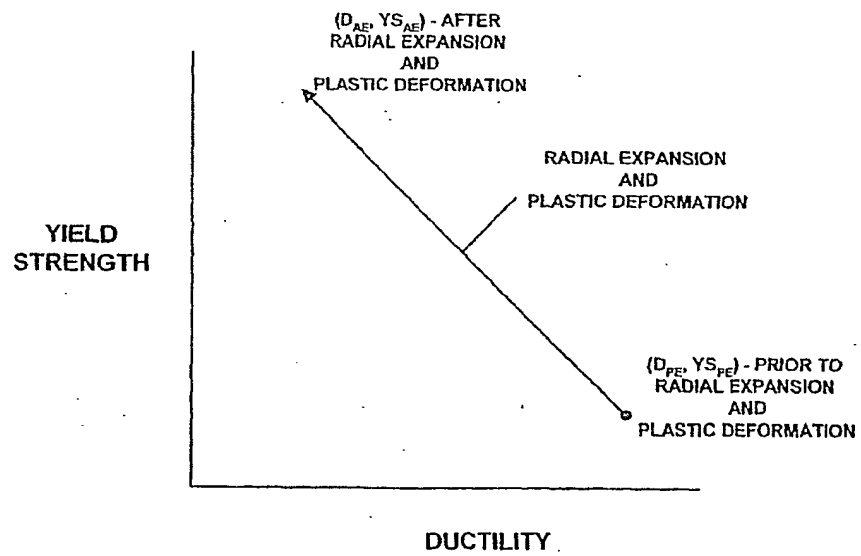 (D_AE, YS_AE) - AFTER
RADIAL EXPANSION
AND
PLASTIC DEFORMATION
RADIAL EXPANSION
AND
PLASTIC DEFORMATION
YIELD
STRENGTH
(D_PE, YS_PE) - PRIOR TO
RADIAL EXPANSION
AND
PLASTIC DEFORMATION
DUCTILITY